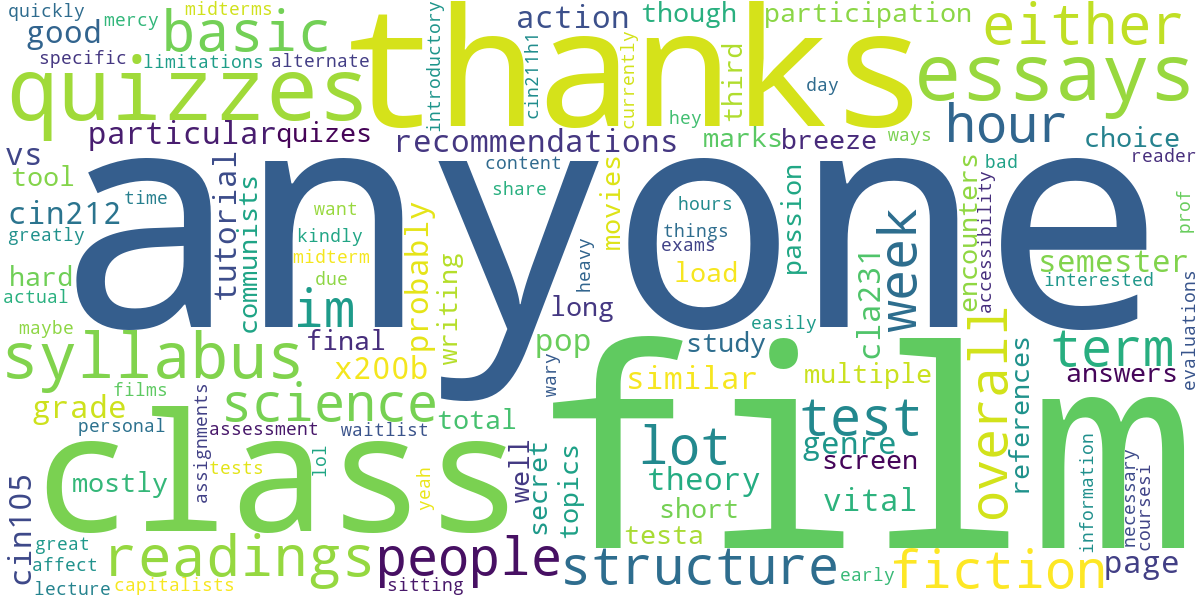 quickly mercy midterms action though participation
good basic thanks either
specific limitations alternate introductory cin211h1 currently third day
quizzes essays
hey
particular quizes recommendations marks breeze ways hour choice
vs content bad reader
tool tutorial anyone share movies passion encounters accessibility
time want hours week prof
cin212 communists kindly things cla231
greatly midterm exams semester
hard due probably heavy load interested
actual im writing long evaluations
maybe final pop easily
syllabus x200b wary study overall references term
films science similar multiple answers
grade total class film test
personal assignments assessment waitlist lot genre
tests lol well theory screen
mostly yeah secret topics short vital
cin105 testa information necessary coursesi
great readings people structure fiction page
affect sitting early
lecture capitalists